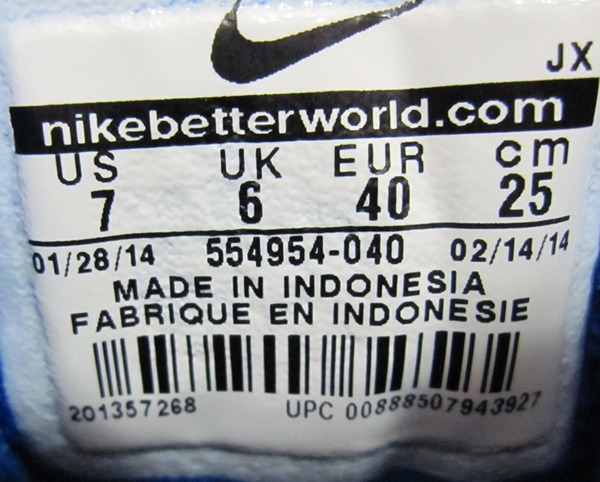 JX
nikebetterworld.com
US UK EUR cm
7 6 40 25
01/28/14 554954-040 02/14/14
MADE IN INDONESIA
FABRIQUE EN INDONESIE
201357268 UPC 00888507943927